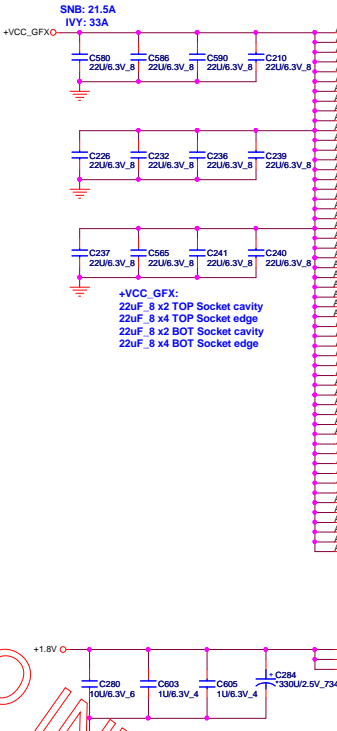 SNB: 21.5A
IVY: 33A
+VCC_GFX
C580
22U/6.3V_8
C586
22U/6.3V_8
C590
22U/6.3V_8
C210
22U/6.3V_8
C226
22U/6.3V_8
C232
22U/6.3V_8
C236
22U/6.3V_8
C239
22U/6.3V_8
C237
22U/6.3V_8
C565
22U/6.3V_8
C241
22U/6.3V_8
C240
22U/6.3V_8
+VCC_GFX:
22uF_8 x2 TOP Socket cavity
22uF_8 x4 TOP Socket edge
22uF_8 x2 BOT Socket cavity
22uF_8 x4 BOT Socket edge
+1.8V
C280
10U/6.3V_6
C603
1U/6.3V_4
C605
1U/6.3V_4
+
C284
*330U/2.5V_734